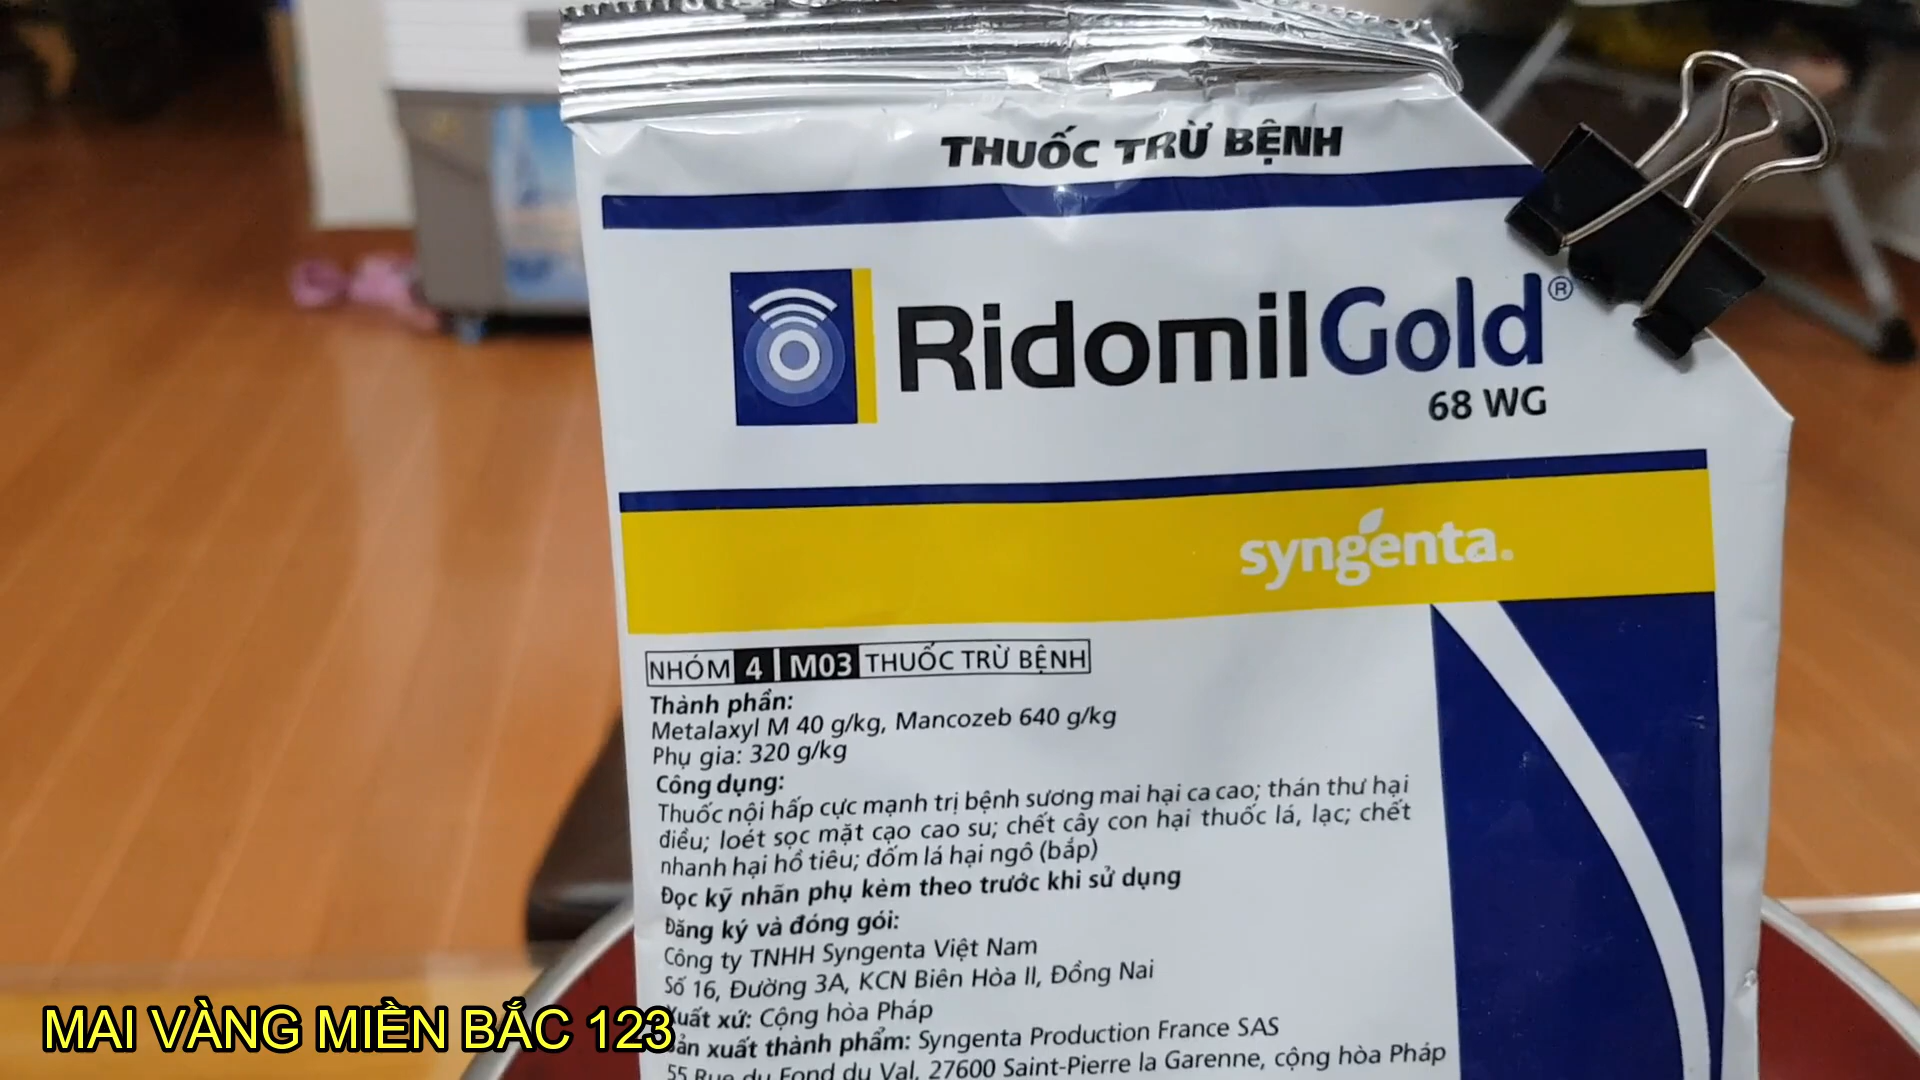 THUỐC TRỪ BỆNH
RidomilGold®
68 WG
syngenta.
NHÓM 4 | M03 THUỐC TRỪ BỆNH
Thành phần:
Metalaxyl M 40 g/kg, Mancozeb 640 g/kg
Phụ gia: 320 g/kg
Công dụng:
Thuốc nội hấp cực mạnh trị bệnh sương mai hại ca cao; thán thư hại
điều; loét sọc mặt cạo cao su; chết cây con hại thuốc lá, lạc; chết
nhanh hại hồ tiêu; đốm lá hại ngô (bắp)
Đọc kỹ nhãn phụ kèm theo trước khi sử dụng
Đăng ký và đóng gói:
Công ty TNHH Syngenta Việt Nam
Số 16, Đường 3A, KCN Biên Hòa II, Đồng Nai
Xuất xứ: Cộng hòa Pháp
Sản xuất thành phẩm: Syngenta Production France SAS
55 Rue du Fond du Val, 27600 Saint-Pierre la Garenne, cộng hòa Pháp
MAI VÀNG MIỀN BẮC 123